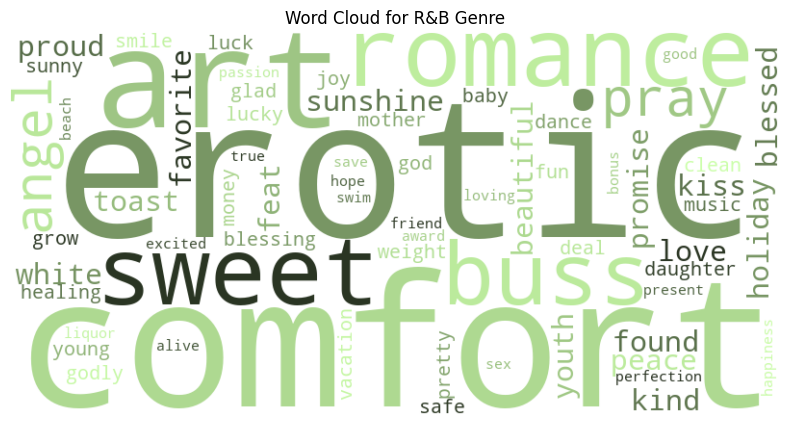 Word Cloud for R&B Genre
proud
smile
luck
romance
good
sunny
art
favorite
passion
joy
glad
lucky
sunshine
mother
baby
pray
dance
blessed
beach
angel
erotic
true
save
god
hope
swim
beautiful
fun
bonus
promise
clean
kiss
music
toast
money
feat
loving
friend
award
weight
holiday
grow
excited
blessing
deal
love
daughter
white
healing
sweet
buss
present
comfort
liquor
young
godly
alive
vacation
pretty
safe
sex
youth
found
peace
perfection
kind
happiness